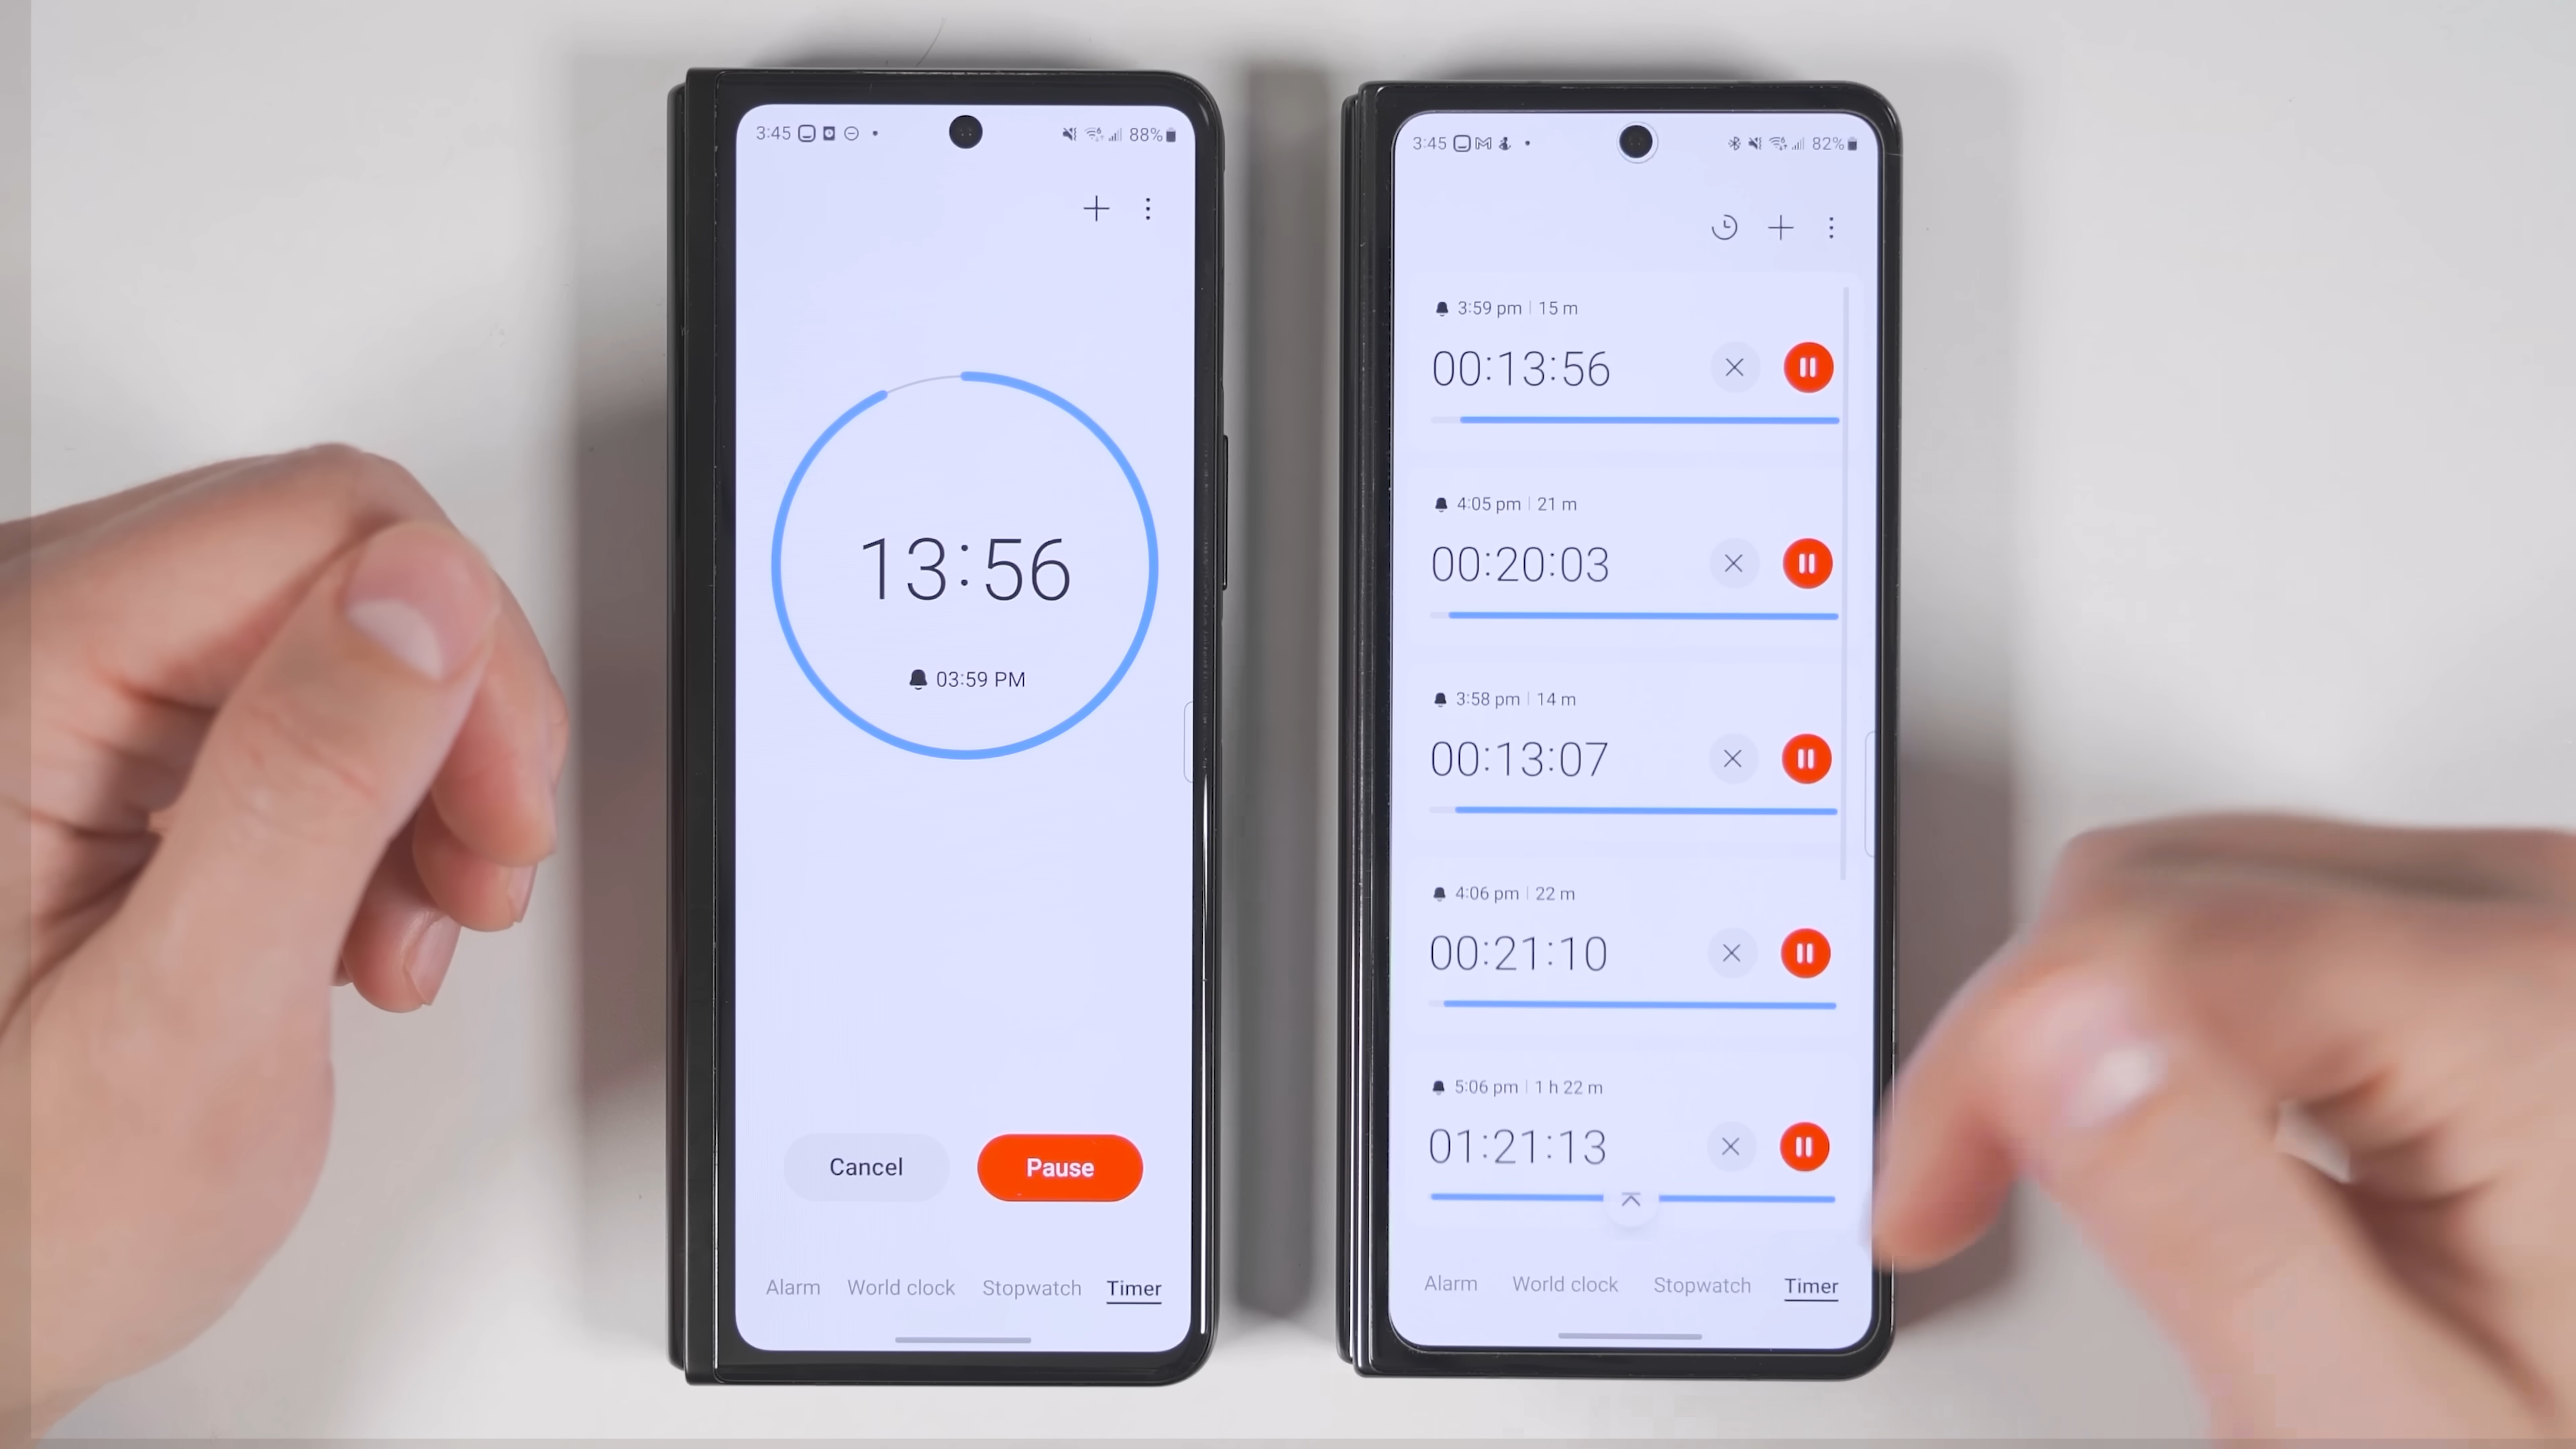 3:45 88%
13:56
03:59 PM
Cancel Pause
Alarm World clock Stopwatch Timer
3:45 82%
3:59 pm | 15 m
00:13:56
4:05 pm | 21 m
00:20:03
3:58 pm | 14 m
00:13:07
4:06 pm | 22 m
00:21:10
5:06 pm | 1 h 22 m
01:21:13
Alarm World clock Stopwatch Timer